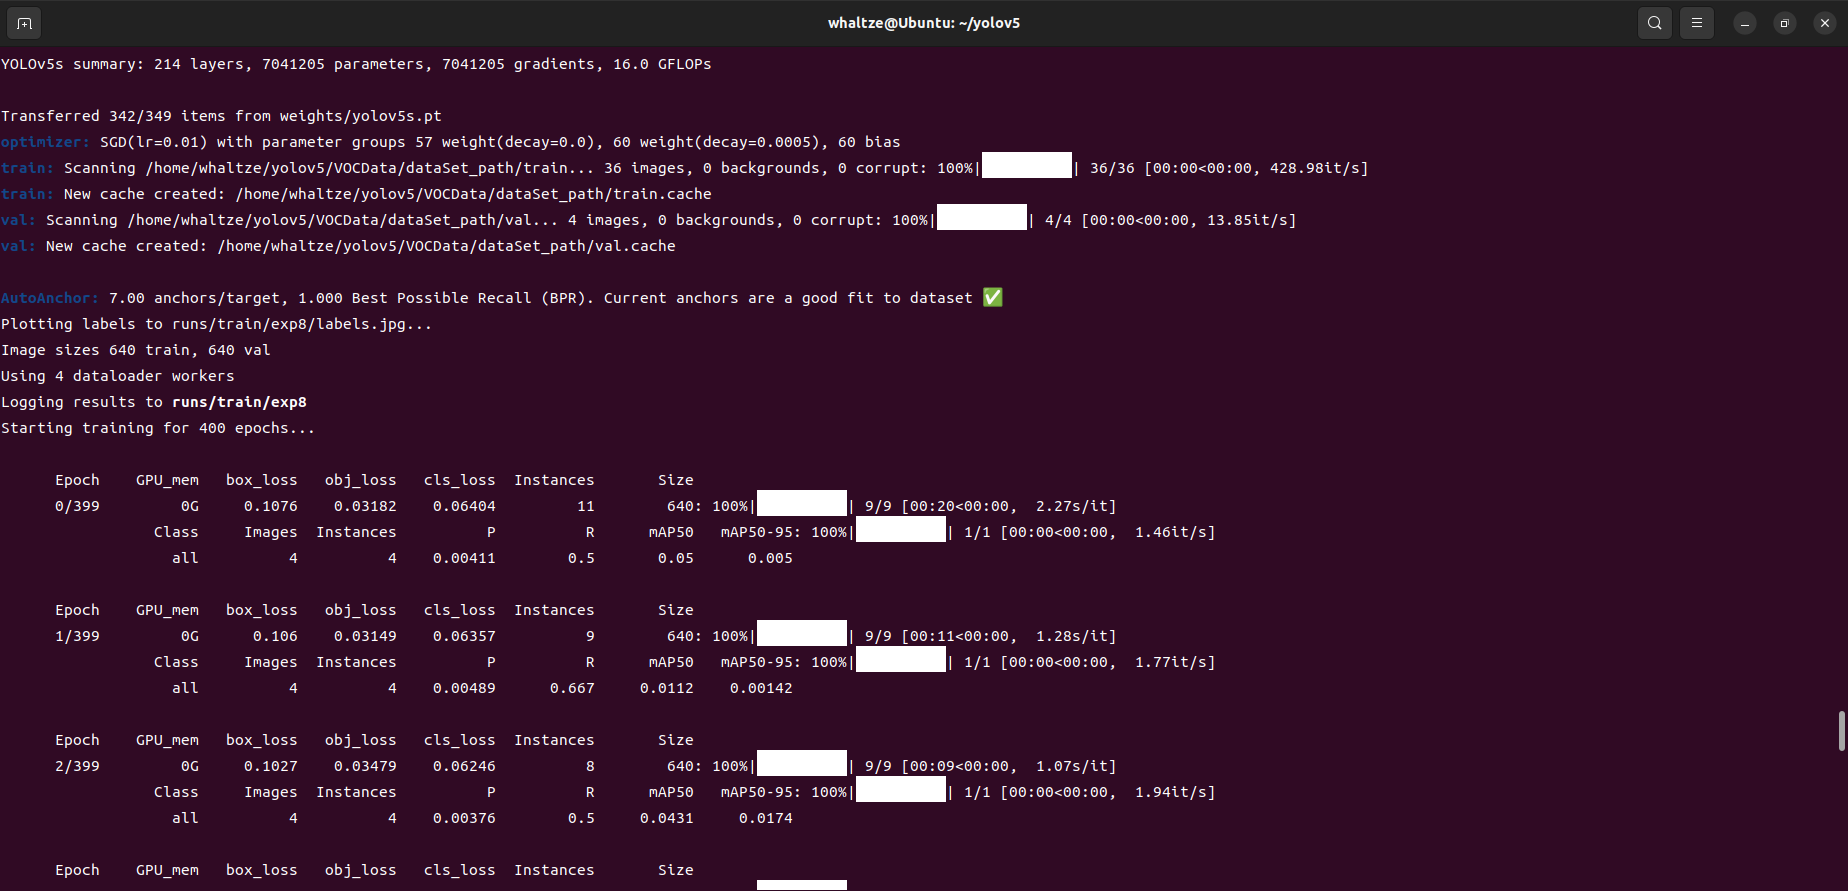 whaltze@Ubuntu: ~/yolov5
YOLOv5s summary: 214 layers, 7041205 parameters, 7041205 gradients, 16.0 GFLOPs
Transferred 342/349 items from weights/yolov5s.pt
optimizer: SGD(lr=0.01) with parameter groups 57 weight(decay=0.0), 60 weight(decay=0.0005), 60 bias
train: Scanning /home/whaltze/yolov5/VOCData/dataSet_path/train... 36 images, 0 backgrounds, 0 corrupt: 100%| | 36/36 [00:00<00:00, 428.98it/s]
train: New cache created: /home/whaltze/yolov5/VOCData/dataSet_path/train.cache
val: Scanning /home/whaltze/yolov5/VOCData/dataSet_path/val... 4 images, 0 backgrounds, 0 corrupt: 100%| | 4/4 [00:00<00:00, 13.85it/s]
val: New cache created: /home/whaltze/yolov5/VOCData/dataSet_path/val.cache
AutoAnchor: 7.00 anchors/target, 1.000 Best Possible Recall (BPR). Current anchors are a good fit to dataset ✅
Plotting labels to runs/train/exp8/labels.jpg...
Image sizes 640 train, 640 val
Using 4 dataloader workers
Logging results to runs/train/exp8
Starting training for 400 epochs...
Epoch GPU_mem box_loss obj_loss cls_loss Instances Size
0/399 0G 0.1076 0.03182 0.06404 11 640: 100%| | 9/9 [00:20<00:00, 2.27s/it]
Class Images Instances P R mAP50 mAP50-95: 100%| | 1/1 [00:00<00:00, 1.46it/s]
all 4 4 0.00411 0.5 0.05 0.005
Epoch GPU_mem box_loss obj_loss cls_loss Instances Size
1/399 0G 0.106 0.03149 0.06357 9 640: 100%| | 9/9 [00:11<00:00, 1.28s/it]
Class Images Instances P R mAP50 mAP50-95: 100%| | 1/1 [00:00<00:00, 1.77it/s]
all 4 4 0.00489 0.667 0.0112 0.00142
Epoch GPU_mem box_loss obj_loss cls_loss Instances Size
2/399 0G 0.1027 0.03479 0.06246 8 640: 100%| | 9/9 [00:09<00:00, 1.07s/it]
Class Images Instances P R mAP50 mAP50-95: 100%| | 1/1 [00:00<00:00, 1.94it/s]
all 4 4 0.00376 0.5 0.0431 0.0174
Epoch GPU_mem box_loss obj_loss cls_loss Instances Size